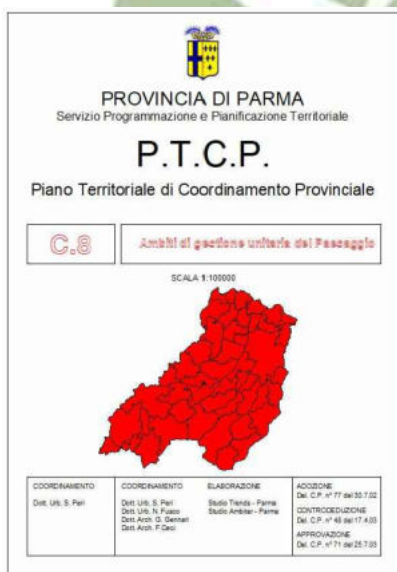 PROVINCIA DI PARMA
Servizio Programmazione e Pianificazione Territoriale
P.T.C.P.
Piano Territoriale di Coordinamento Provinciale
C.8
Ambiti di gestione unitaria del Paesaggio
SCALA 1:100000
COORDINAMENTO
Dott. Urb. S. Peri
COORDINAMENTO
Dott. Urb. S. Peri
Dott. Urb. N. Fusco
Dott. Arch. G. Gennari
Dott. Arch. F. Ceci
ELABORAZIONE
Studio Trends - Parma
Studio Ambiter - Parma
ADOZIONE
Del. C.P. n° 77 del 30.7.02
CONTRODEDUZIONE
Del. C.P. n° 48 del 17.4.03
APPROVAZIONE
Del. C.P. n° 71 del 25.7.03